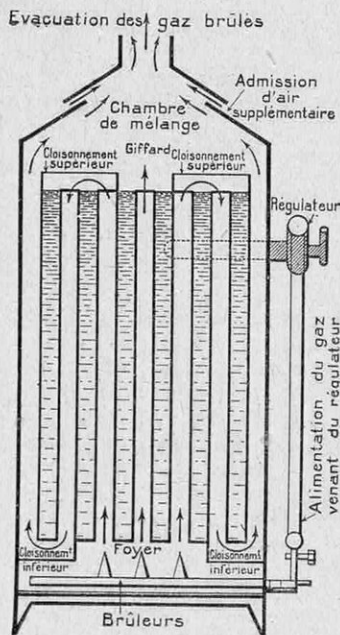 Evacuation des gaz brûlés
Admission
d'air
supplémentaire
Chambre
de mélange
Cloisonnement
supérieur
Giffard
Cloisonnement
supérieur
Régulateur
Alimentation du gaz
venant du régulateur
Cloisonnemt
inférieur
Foyer
Cloisonnemt
inférieur
Brûleurs